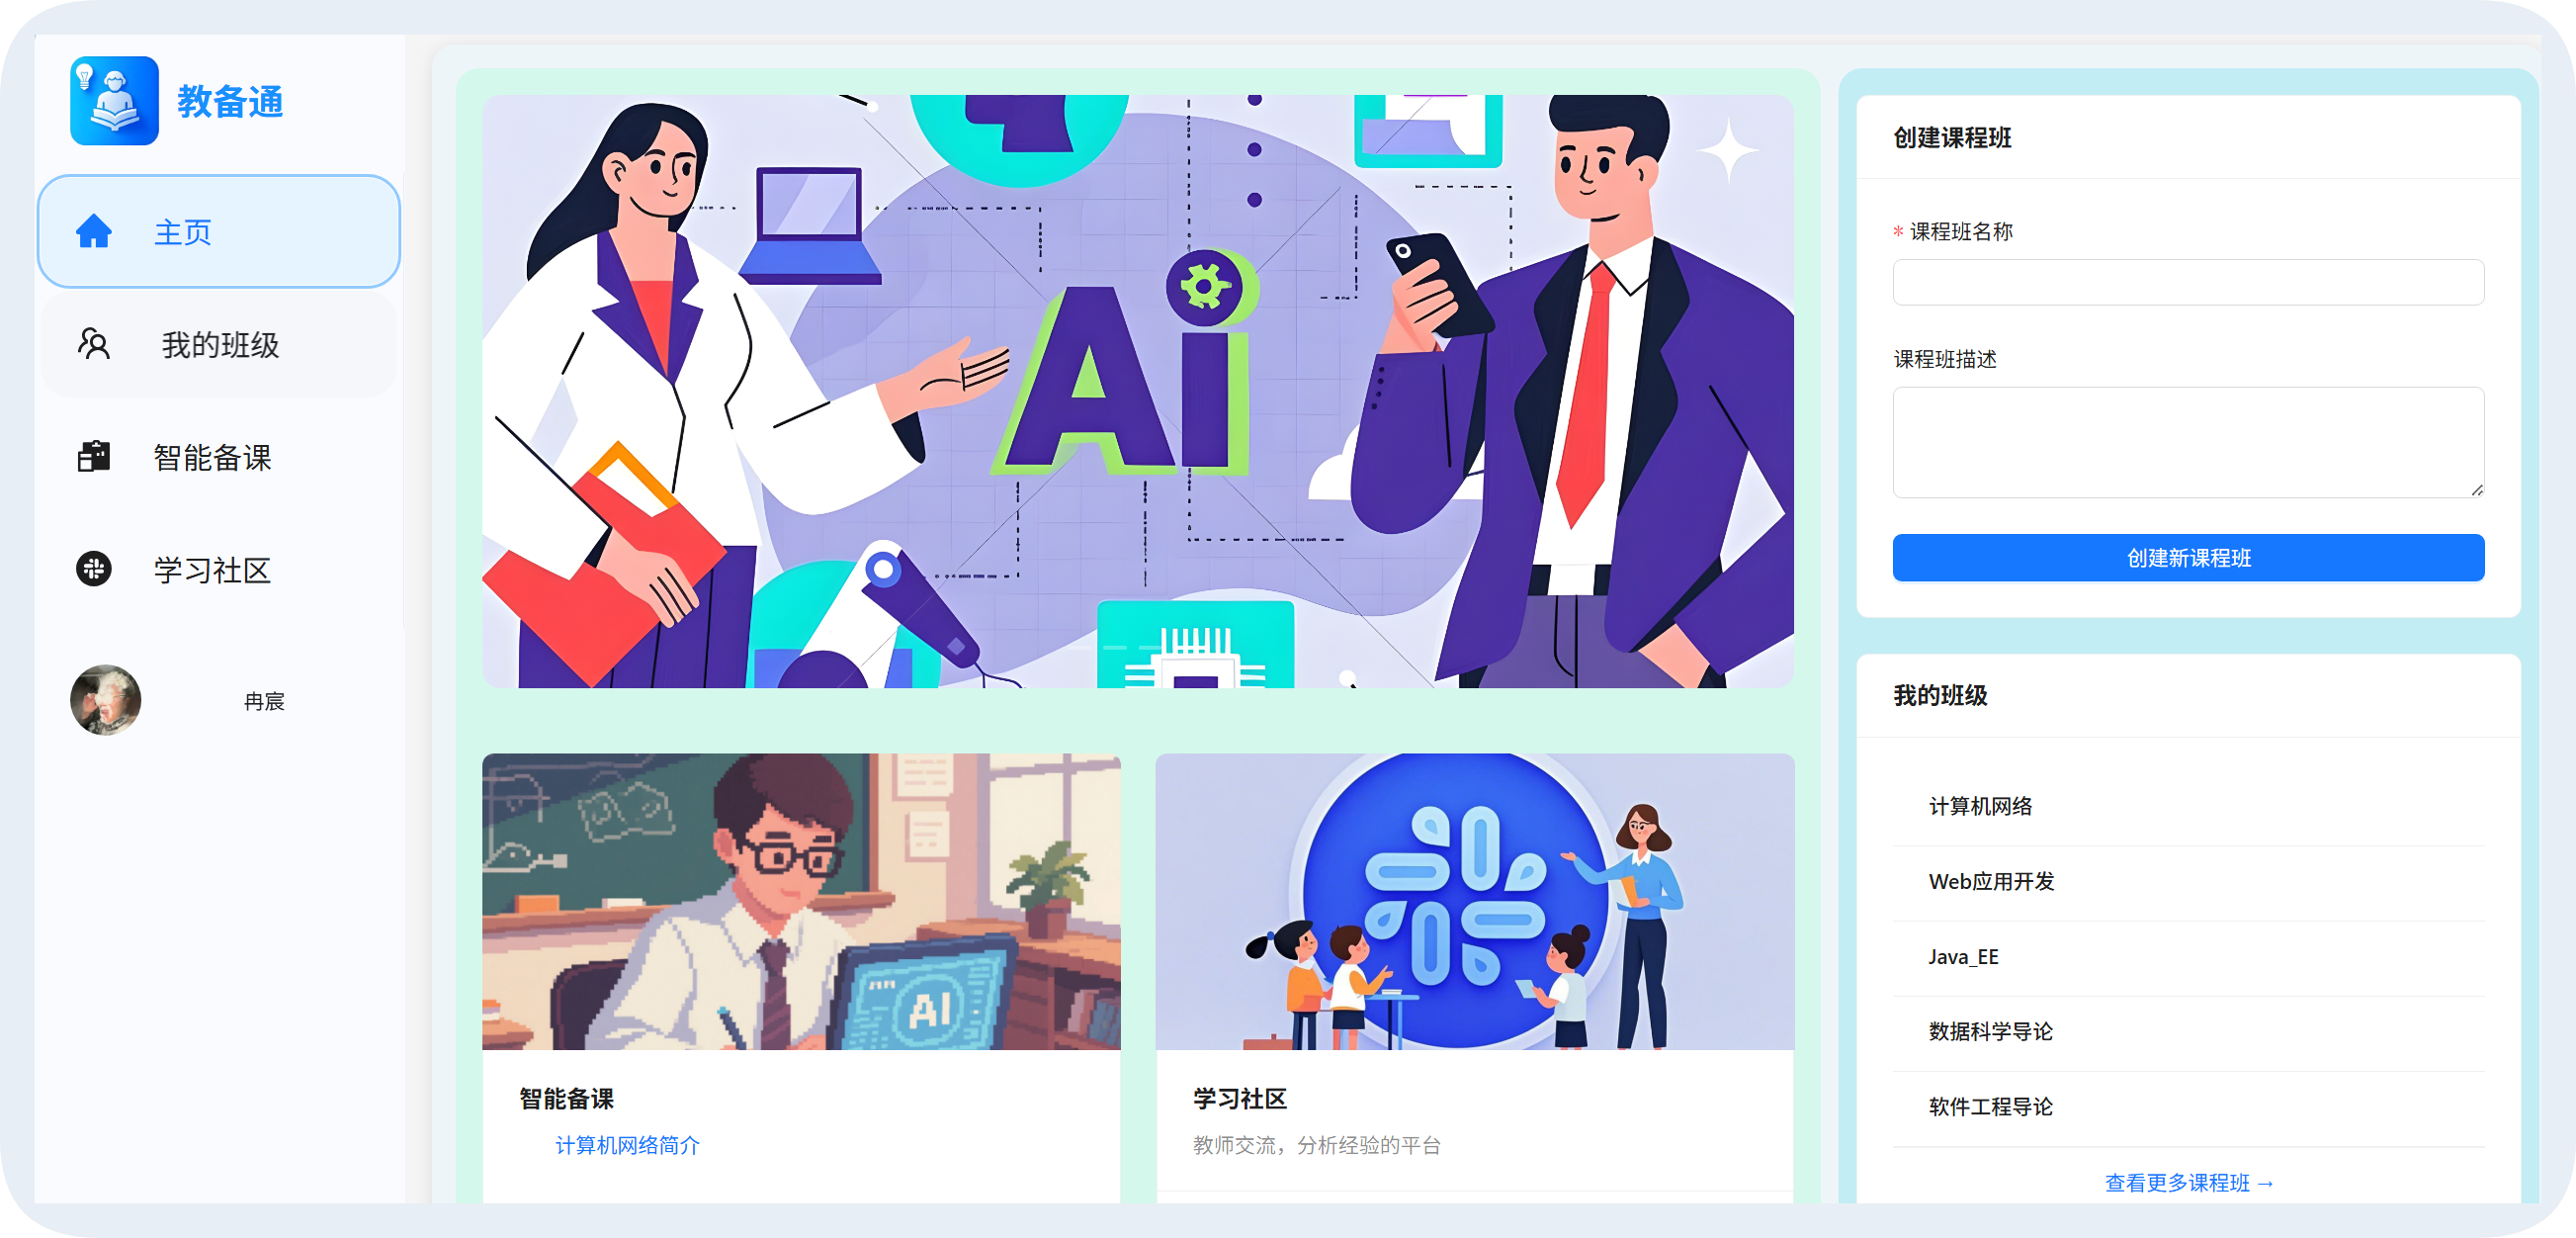 教备通
主页
我的班级
智能备课
学习社区
冉宸
Ai
AI
智能备课
计算机网络简介
学习社区
教师交流，分析经验的平台
创建课程班
* 课程班名称
课程班描述
创建新课程班
我的班级
计算机网络
Web应用开发
Java_EE
数据科学导论
软件工程导论
查看更多课程班 →